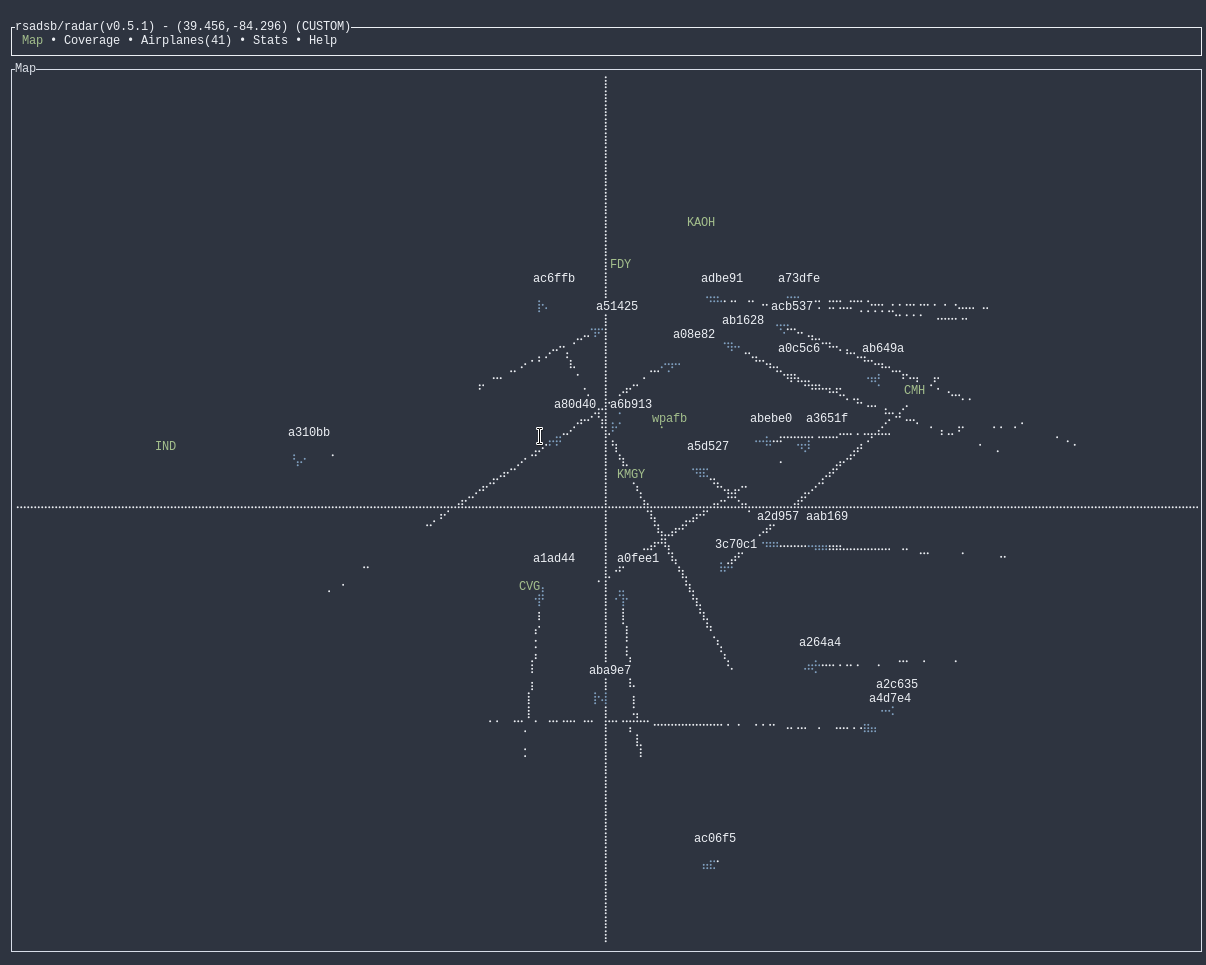 rsadsb/radar(v0.5.1) - (39.456,-84.296) (CUSTOM)
Map • Coverage • Airplanes(41) • Stats • Help
Map
KAOH
FDY
ac6ffb adbe91 a73dfe
a51425 acb537
ab1628
a08e82
a0c5c6 ab649a
CMH
a80d40 a6b913
wpafb abebe0 a3651f
a310bb
IND a5d527
KMGY
a2d957 aab169
3c70c1
a1ad44 a0fee1
CVG
a264a4
aba9e7
a2c635
a4d7e4
ac06f5